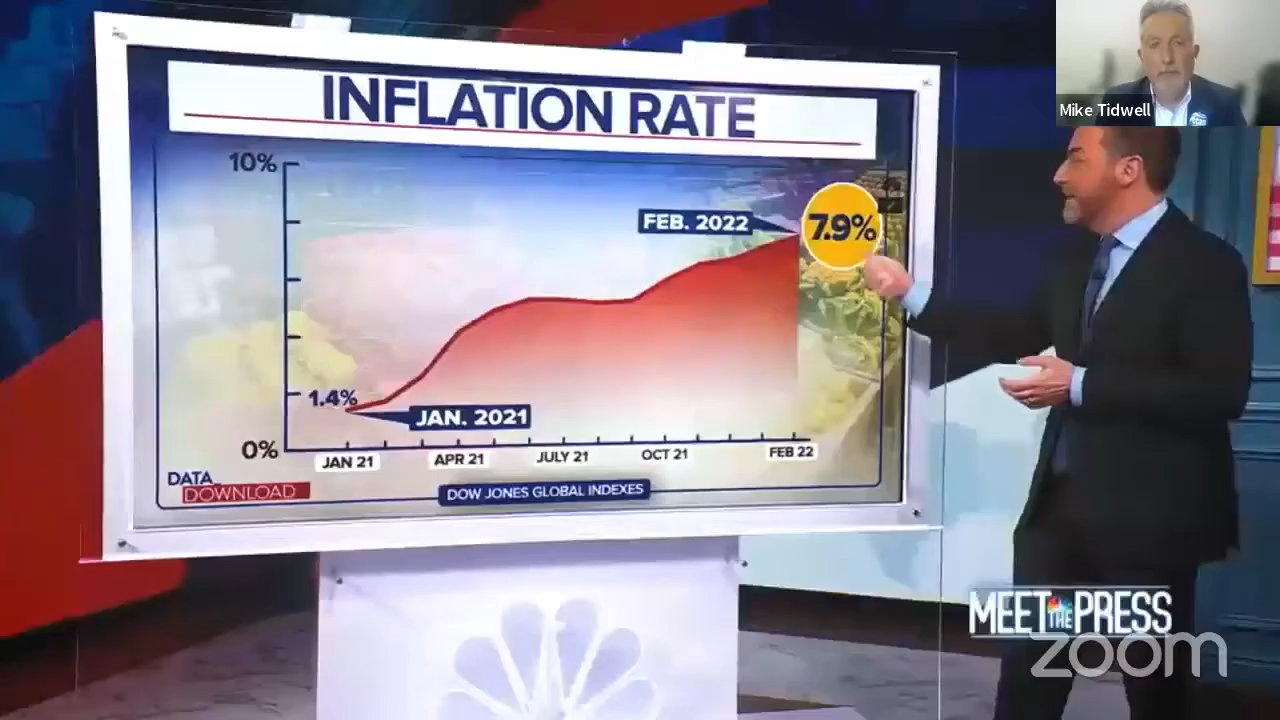 Mike Tidwell
INFLATION RATE
10%
FEB. 2022
7.9%
1.4%
JAN. 2021
0%
JAN 21
APR 21
JULY 21
OCT 21
FEB 22
DATA
DOWNLOAD
DOW JONES GLOBAL INDEXES
MEET THE PRESS
zoom